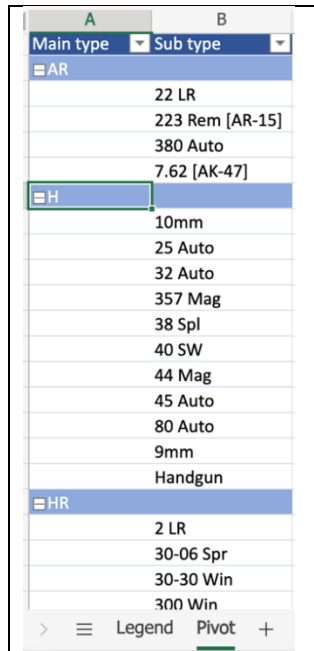 A B
Main type Sub type
AR
22 LR
223 Rem [AR-15]
380 Auto
7.62 [AK-47]
H
10mm
25 Auto
32 Auto
357 Mag
38 Spl
40 SW
44 Mag
45 Auto
80 Auto
9mm
Handgun
HR
2 LR
30-06 Spr
30-30 Win
300 Win
Legend Pivot +